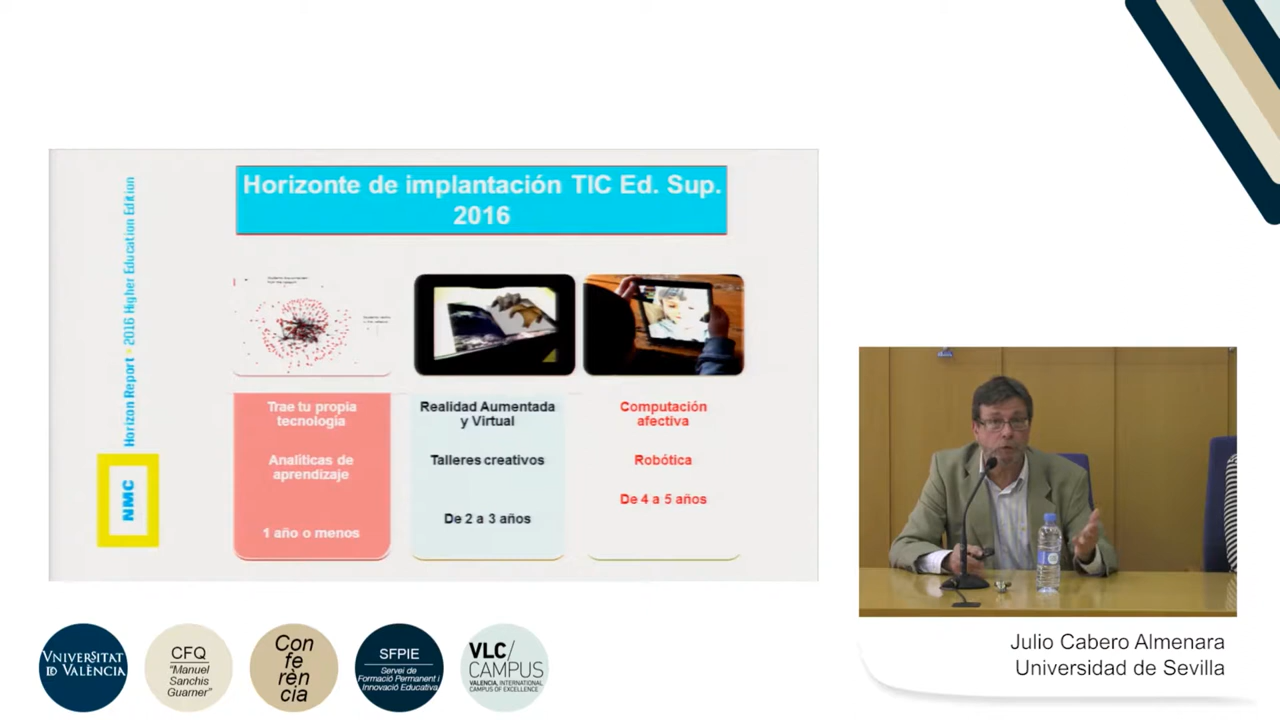 Horizonte de implantación TIC Ed. Sup.
2016
Horizon Report • 2016 Higher Education Edition
NMC
Trae tu propia
tecnología
Analíticas de
aprendizaje
1 año o menos
Realidad Aumentada
y Virtual
Talleres creativos
De 2 a 3 años
Computación
afectiva
Robótica
De 4 a 5 años
Julio Cabero Almenara
Universidad de Sevilla
VNIVERSITAT
ID VALÈNCIA
CFQ
"Manuel
Sanchis
Guarner"
Con
fe
rèn
cia
SFPIE
Servei de
Formació Permanent i
Innovació Educativa
VLC/
CAMPUS
VALENCIA, INTERNATIONAL
CAMPUS OF EXCELLENCE